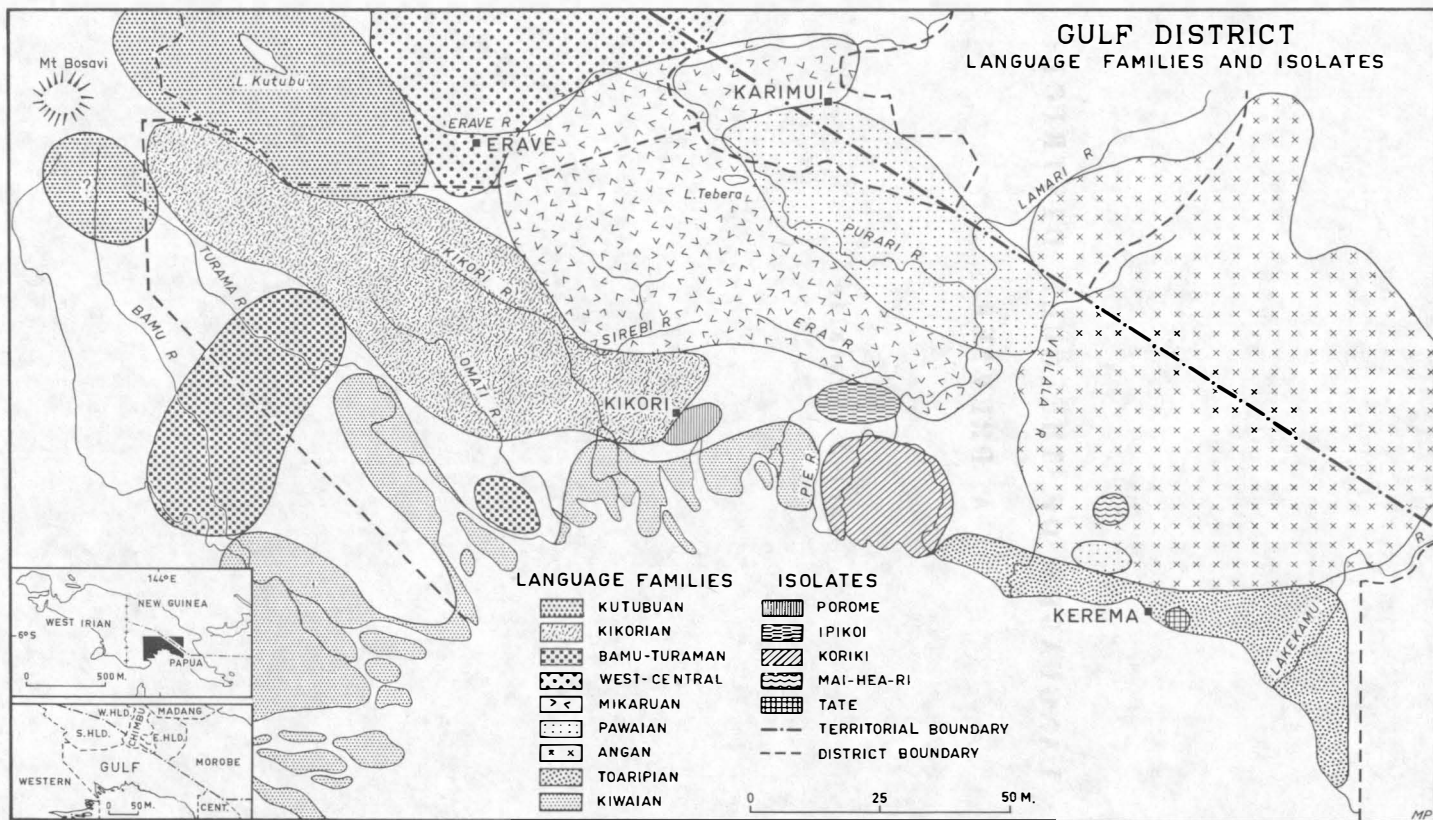 GULF DISTRICT
LANGUAGE FAMILIES AND ISOLATES
Mt Bosavi
L. Kutubu
KARIMUI
ERAVE R
ERAVE
?
L. Tebera
LAMARI R
PURARI R
KIKORI R
TURAMA R
BAMU R
SIREBI R
ERA R
OMATI R
VAILALA R
KIKORI
PIE R
R
KEREMA
LAKEKAMU
LANGUAGE FAMILIES
KUTUBUAN
KIKORIAN
BAMU-TURAMAN
WEST-CENTRAL
MIKARUAN
PAWAIAN
ANGAN
TOARIPIAN
KIWAIAN
ISOLATES
POROME
IPIKOI
KORIKI
MAI-HEA-RI
TATE
TERRITORIAL BOUNDARY
DISTRICT BOUNDARY
0 25 50 M.
144°E
NEW GUINEA
WEST IRIAN
6°S
PAPUA
0 500 M.
W.HLD.
MADANG
S.HLD.
CHIMBU
E.HLD.
MOROBE
GULF
WESTERN
0 50 M.
CENT.
MP